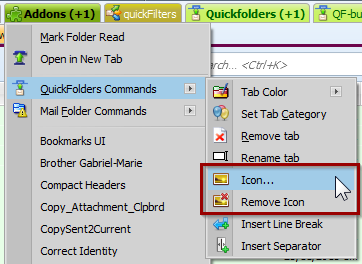 Addons (+1)
quickFilters
Quickfolders (+1)
QF-bu
Mark Folder Read
Open in New Tab
search... <Ctrl+K>
QuickFolders Commands
Mail Folder Commands
Tab Color
Set Tab Category
Remove tab
Rename tab
Icon...
Remove Icon
Insert Line Break
Insert Separator
Bookmarks UI
Brother Gabriel-Marie
Compact Headers
Copy_Attachment_Clpbrd
CopySent2Current
Correct Identity